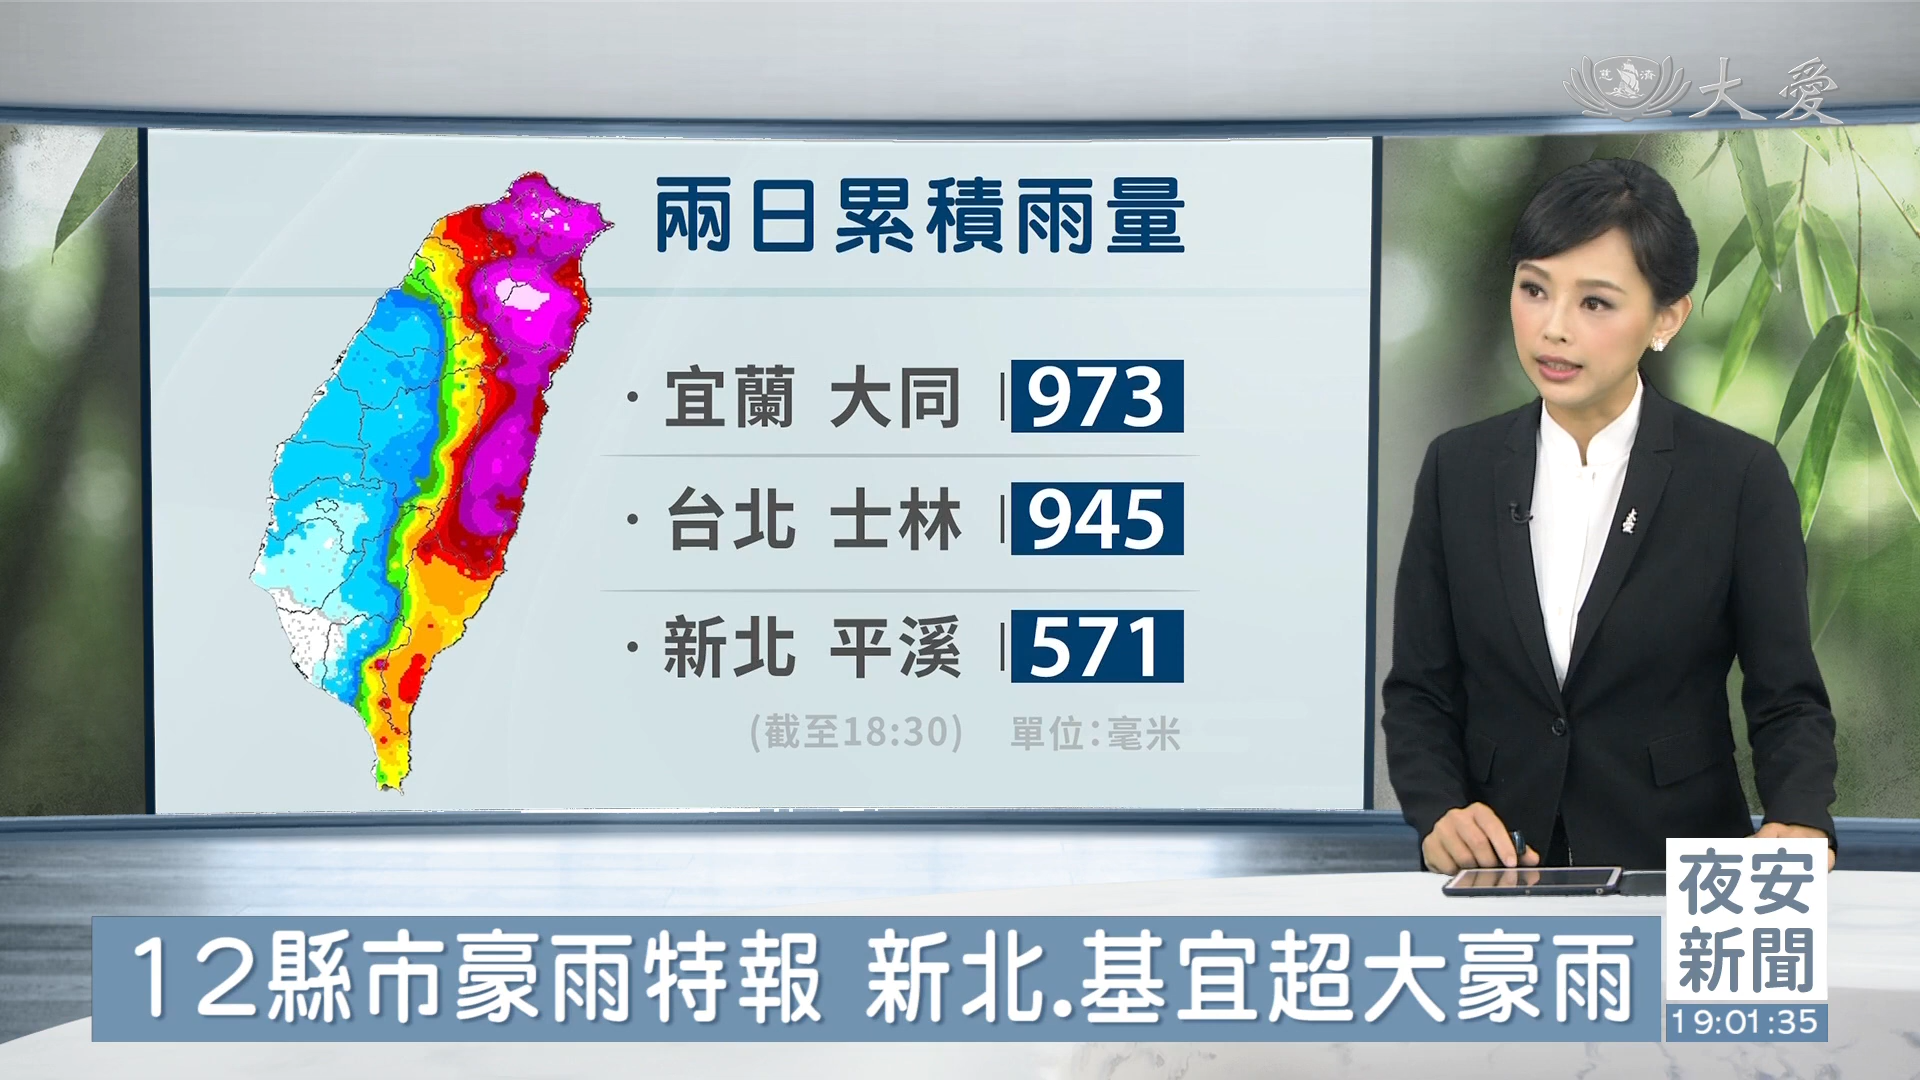 慈濟 大愛
兩日累積雨量
·宜蘭 大同 973
·台北 士林 945
·新北 平溪 571
(截至18:30) 單位:毫米
12縣市豪雨特報 新北.基宜超大豪雨
夜安
新聞
19:01:35